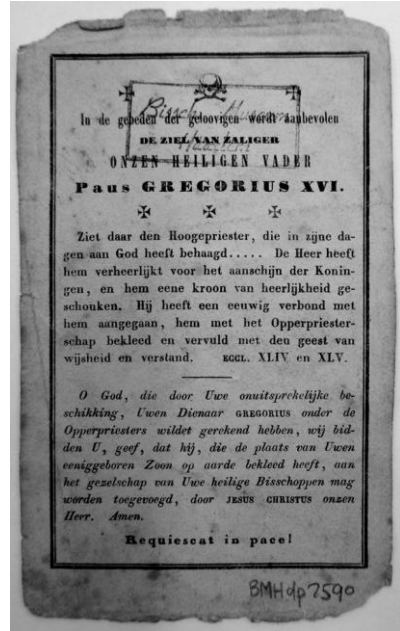 In de gebeden der geloovigen wordt aanbevolen
Bissch. Museum
DE ZIEL VAN ZALIGER
Haarlem
ONZEN HEILIGEN VADER
Paus GREGORIUS XVI.
Ziet daar den Hoogepriester, die in zijne da-
gen aan God heeft behaagd..... De Heer heeft
hem verheerlijkt voor het aanschijn der Konin-
gen, en hem eene kroon van heerlijkheid ge-
schonken. Hij heeft een eeuwig verbond met
hem aangegaan, hem met het Opperpriester-
schap bekleed en vervuld met den geest van
wijsheid en verstand. ECCL. XLIV en XLV.
O God, die door Uwe onuitsprekelijke be-
schikking, Uwen Dienaar GREGORIUS onder de
Opperpriesters wildet gerekend hebben, wij bid-
den U, geef, dat hij, die de plaats van Uwen
eeniggeboren Zoon op aarde bekleed heeft, aan
het gezelschap van Uwe heilige Bisschoppen mag
worden toegevoegd, door JESUS CHRISTUS onzen
Heer. Amen.
Requiescat in pace!
BMHdp7590